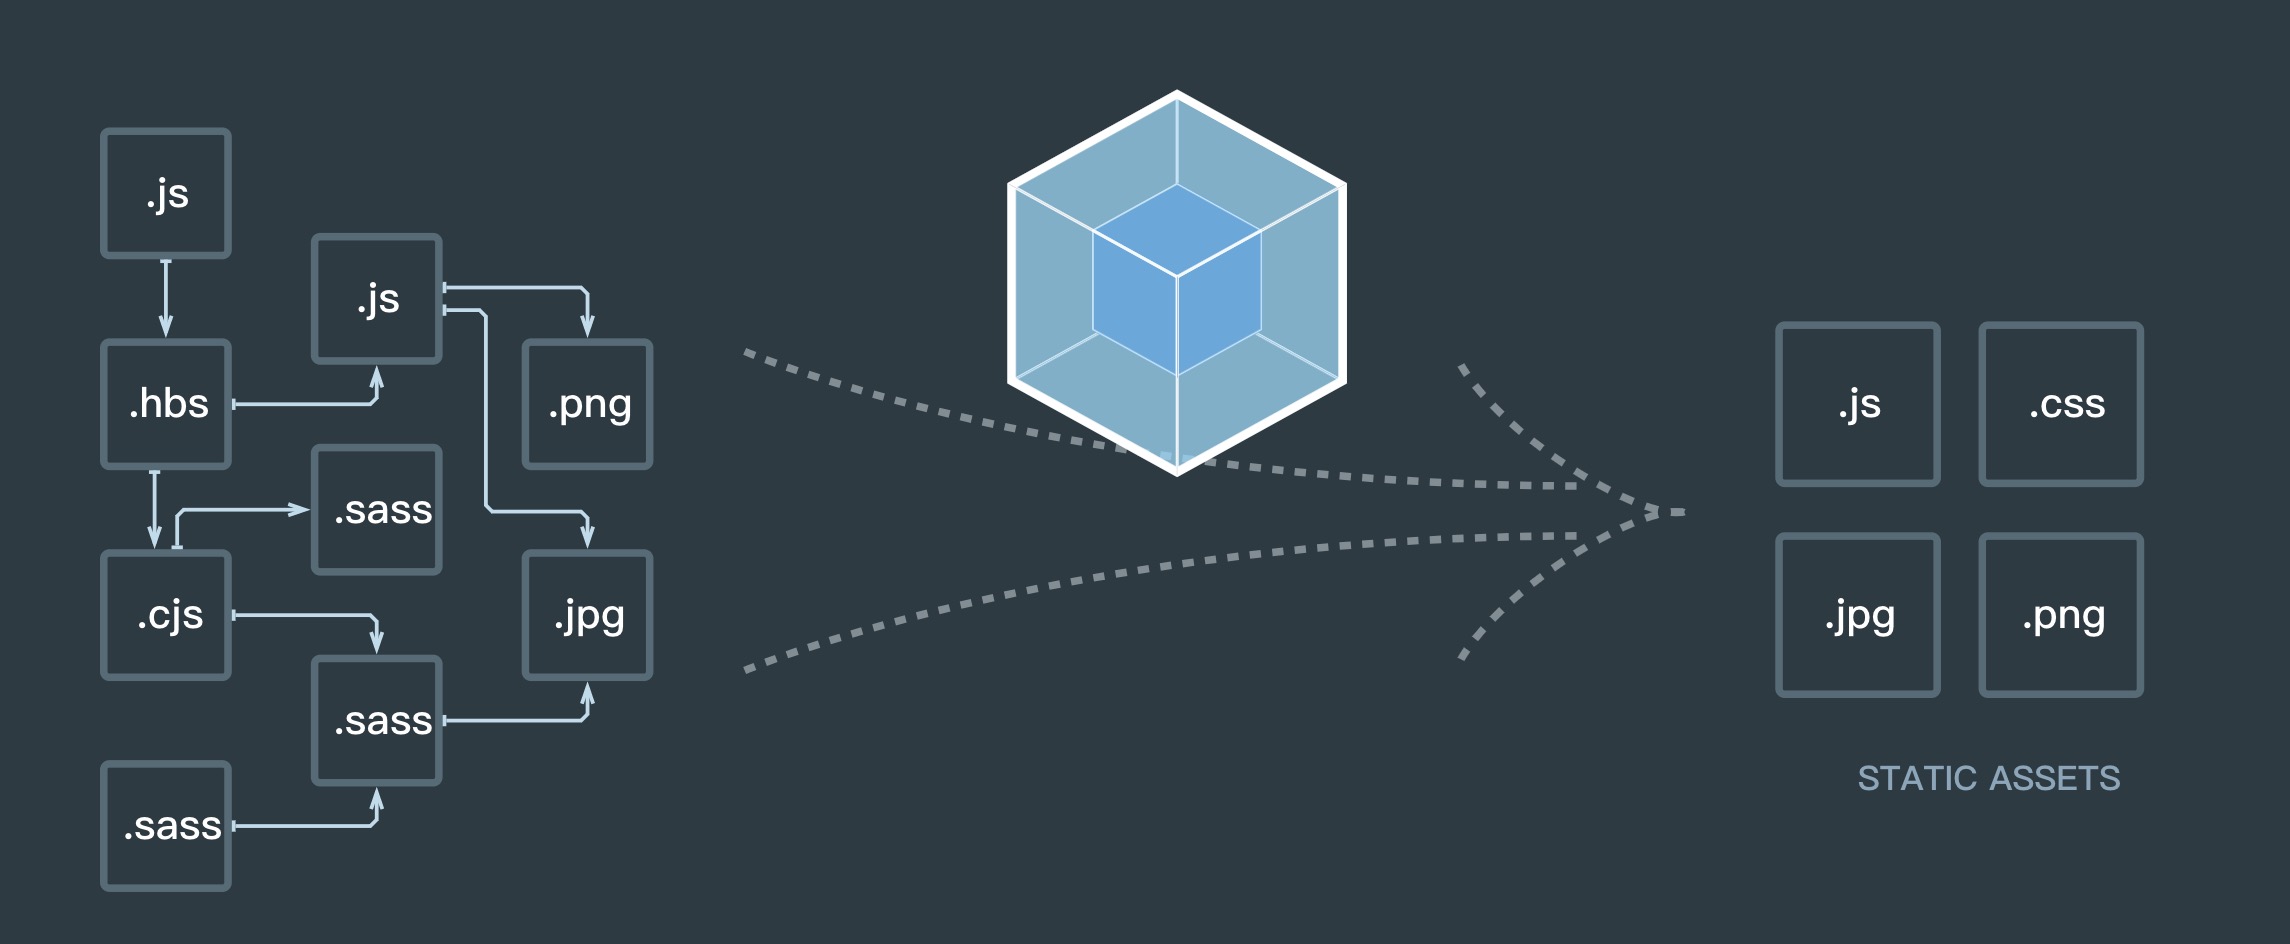 .js
.js
.hbs
.png
.sass
.cjs
.jpg
.sass
.sass
.js
.css
.jpg
.png
STATIC ASSETS